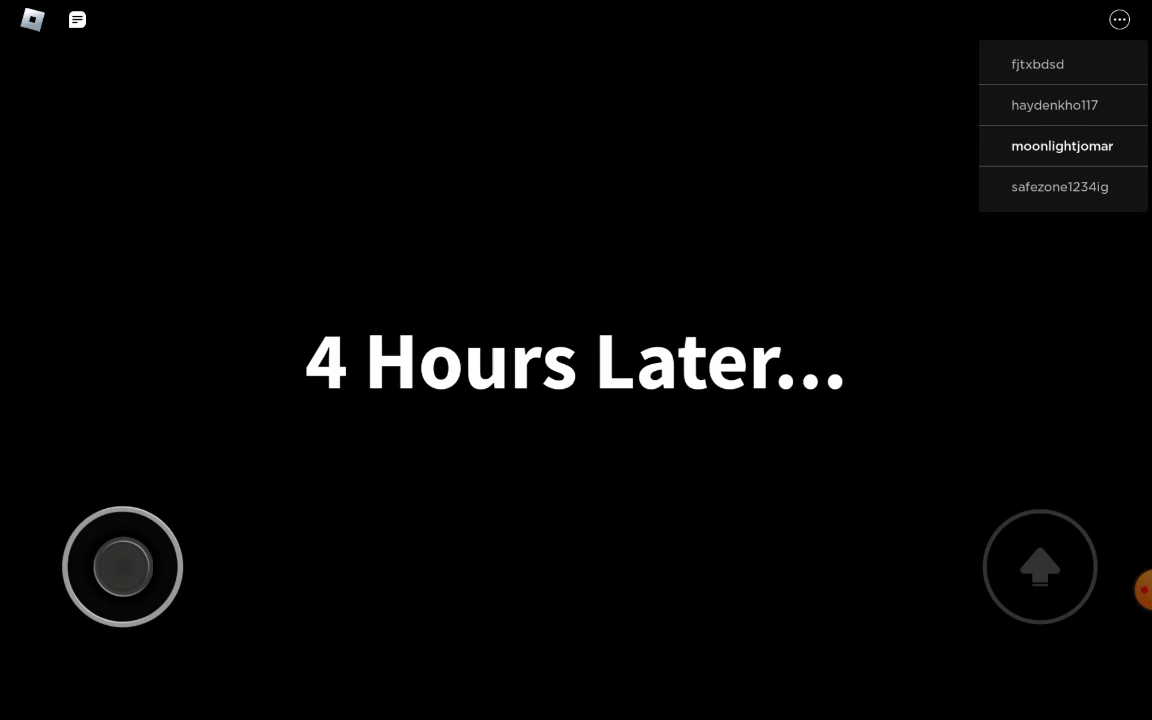 fjtxbdsd
haydenkho117
moonlightjomar
safezone1234ig
4 Hours Later...